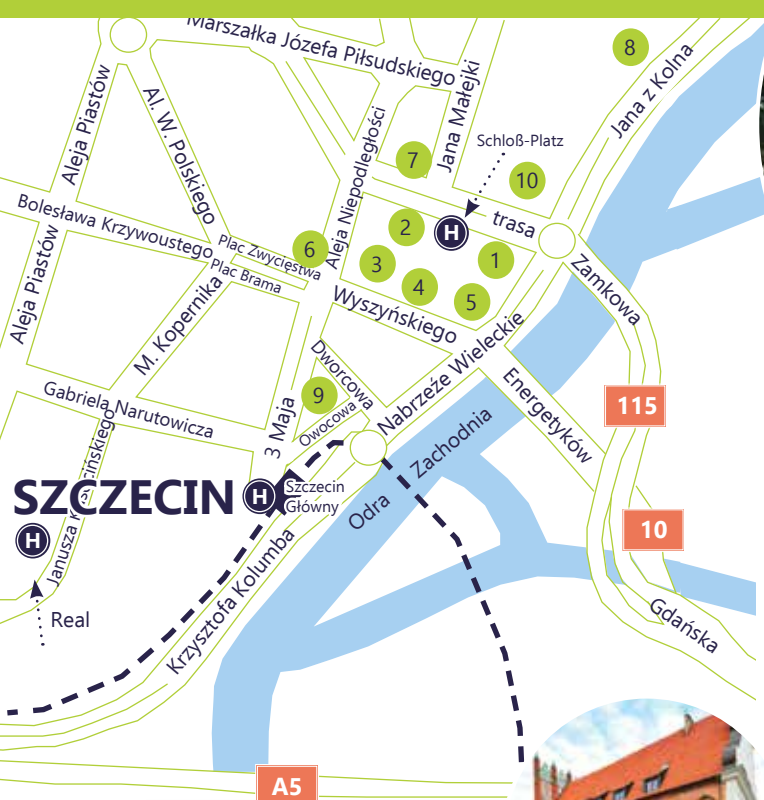 Marszałka Józefa Piłsudskiego
8
Jana z Kolna
Aleja Piastów
Al. W. Polskiego
Aleja Niepodległości
Jana Małejki
7
Schloß-Platz
10
H
trasa
2
1
3
4
5
6
Bolesława Krzywoustego
Plac Zwycięstwa
Plac Brama
Zamkowa
Aleja Piastów
M. Kopernika
Wyszyńskiego
Nabrzeże Wieleckie
Dworcowa
9
Owocowa
3 Maja
Gabriela Narutowicza
Energetyków
115
Odra Zachodnia
SZCZECIN
H
Szczecin
Główny
10
H
Janusza
Real
Krzysztofa Kolumba
Gdańska
A5